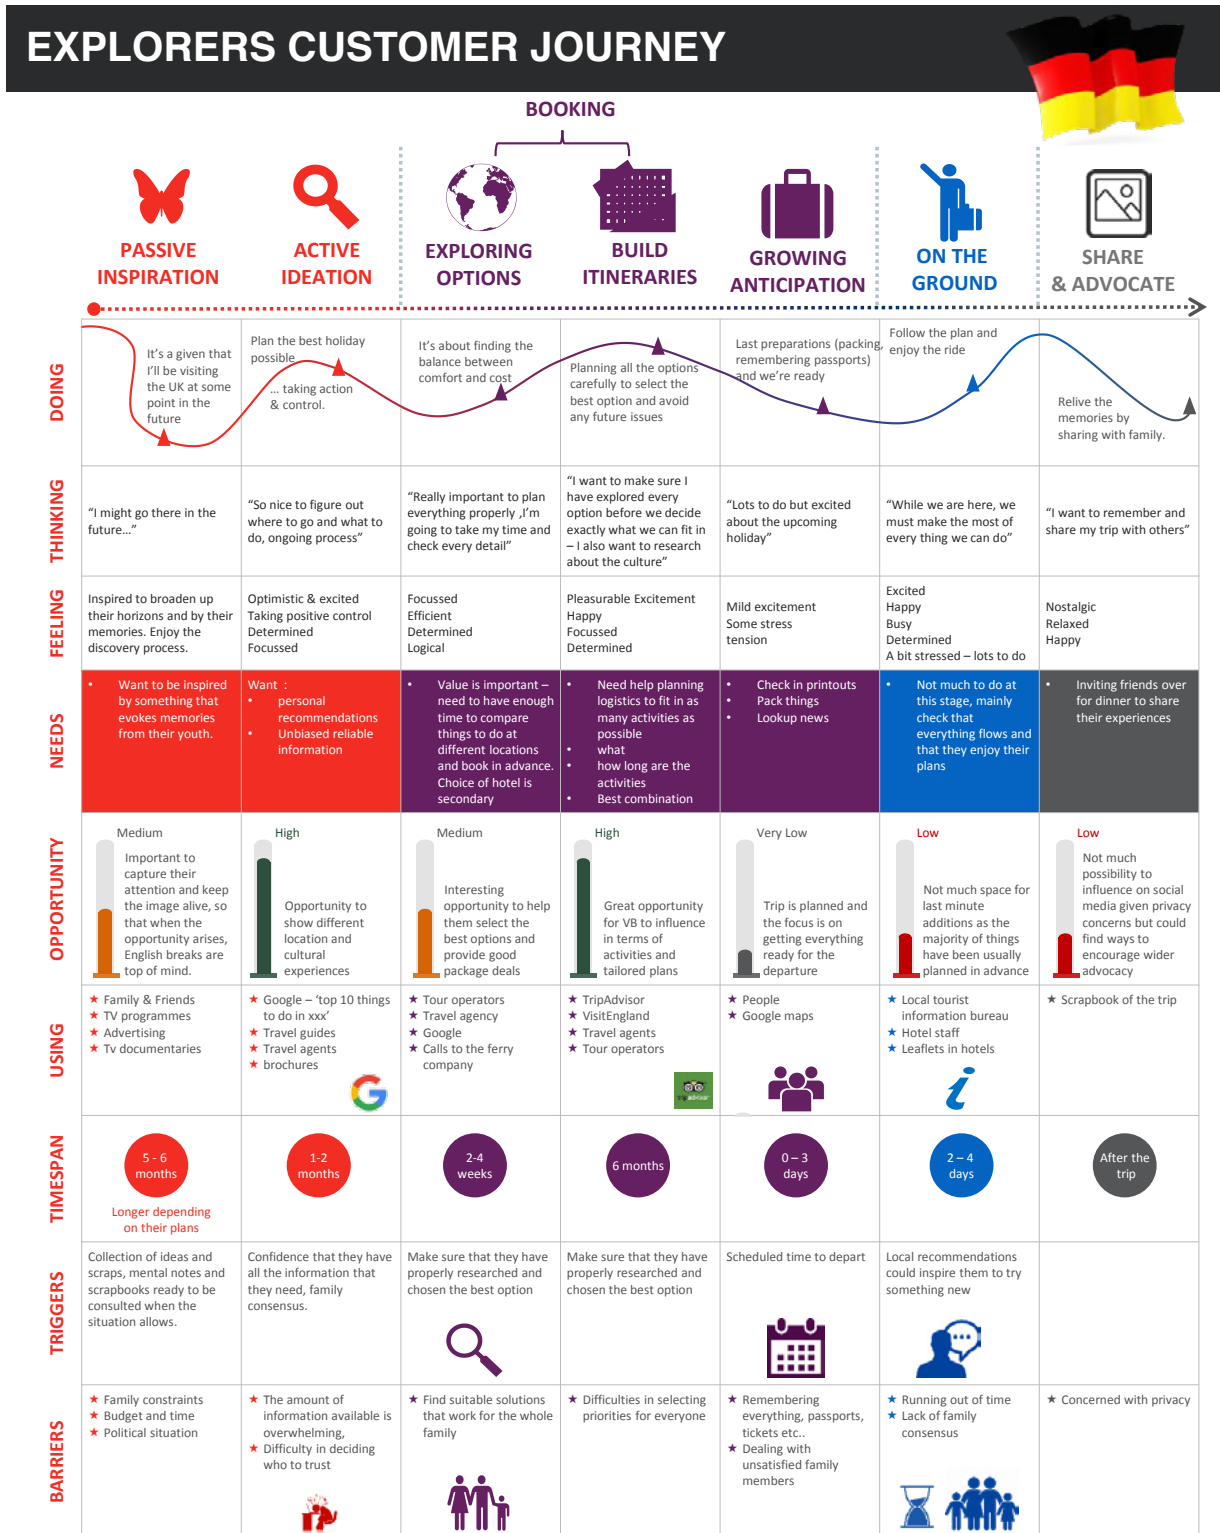 EXPLORERS CUSTOMER JOURNEY
BOOKING
PASSIVE
INSPIRATION
ACTIVE
IDEATION
EXPLORING
OPTIONS
BUILD
ITINERARIES
GROWING
ANTICIPATION
ON THE
GROUND
SHARE
& ADVOCATE
DOING
It's a given that
I'll be visiting
the UK at some
point in the
future
Plan the best holiday
possible
... taking action
& control.
It's about finding the
balance between
comfort and cost
Planning all the options
carefully to select the
best option and avoid
any future issues
Last preparations (packing,
remembering passports)
and we're ready
Follow the plan and
enjoy the ride
Relive the
memories by
sharing with family.
THINKING
“I might go there in the
future...”
“So nice to figure out
where to go and what to
do, ongoing process”
“Really important to plan
everything properly ,I'm
going to take my time and
check every detail”
“I want to make sure I
have explored every
option before we decide
exactly what we can fit in
– I also want to research
about the culture”
“Lots to do but excited
about the upcoming
holiday”
“While we are here, we
must make the most of
every thing we can do”
“I want to remember and
share my trip with others”
FEELING
Inspired to broaden up
their horizons and by their
memories. Enjoy the
discovery process.
Optimistic & excited
Taking positive control
Determined
Focussed
Focussed
Efficient
Determined
Logical
Pleasurable Excitement
Happy
Focussed
Determined
Mild excitement
Some stress
tension
Excited
Happy
Busy
Determined
A bit stressed – lots to do
Nostalgic
Relaxed
Happy
NEEDS
• Want to be inspired
by something that
evokes memories
from their youth.
Want :
• personal
recommendations
• Unbiased reliable
information
• Value is important –
need to have enough
time to compare
things to do at
different locations
and book in advance.
Choice of hotel is
secondary
• Need help planning
logistics to fit in as
many activities as
possible
• what
• how long are the
activities
• Best combination
• Check in printouts
• Pack things
• Lookup news
• Not much to do at
this stage, mainly
check that
everything flows and
that they enjoy their
plans
• Inviting friends over
for dinner to share
their experiences
OPPORTUNITY
Medium
Important to
capture their
attention and keep
the image alive, so
that when the
opportunity arises,
English breaks are
top of mind.
High
Opportunity to
show different
location and
cultural
experiences
Medium
Interesting
opportunity to help
them select the
best options and
provide good
package deals
High
Great opportunity
for VB to influence
in terms of
activities and
tailored plans
Very Low
Trip is planned and
the focus is on
getting everything
ready for the
departure
Low
Not much space for
last minute
additions as the
majority of things
have been usually
planned in advance
Low
Not much
possibility to
influence on social
media given privacy
concerns but could
find ways to
encourage wider
advocacy
USING
★ Family & Friends
★ TV programmes
★ Advertising
★ Tv documentaries
★ Google – ‘top 10 things
to do in xxx’
★ Travel guides
★ Travel agents
★ brochures
★ Tour operators
★ Travel agency
★ Google
★ Calls to the ferry
company
★ TripAdvisor
★ VisitEngland
★ Travel agents
★ Tour operators
★ People
★ Google maps
★ Local tourist
information bureau
★ Hotel staff
★ Leaflets in hotels
★ Scrapbook of the trip
TIMESPAN
5 - 6
months
Longer depending
on their plans
1-2
months
2-4
weeks
6 months
0 – 3
days
2 – 4
days
After the
trip
TRIGGERS
Collection of ideas and
scraps, mental notes and
scrapbooks ready to be
consulted when the
situation allows.
Confidence that they have
all the information that
they need, family
consensus.
Make sure that they have
properly researched and
chosen the best option
Make sure that they have
properly researched and
chosen the best option
Scheduled time to depart
Local recommendations
could inspire them to try
something new
BARRIERS
★ Family constraints
★ Budget and time
★ Political situation
★ The amount of
information available is
overwhelming,
★ Difficulty in deciding
who to trust
★ Find suitable solutions
that work for the whole
family
★ Difficulties in selecting
priorities for everyone
★ Remembering
everything, passports,
tickets etc..
★ Dealing with
unsatisfied family
members
★ Running out of time
★ Lack of family
consensus
★ Concerned with privacy